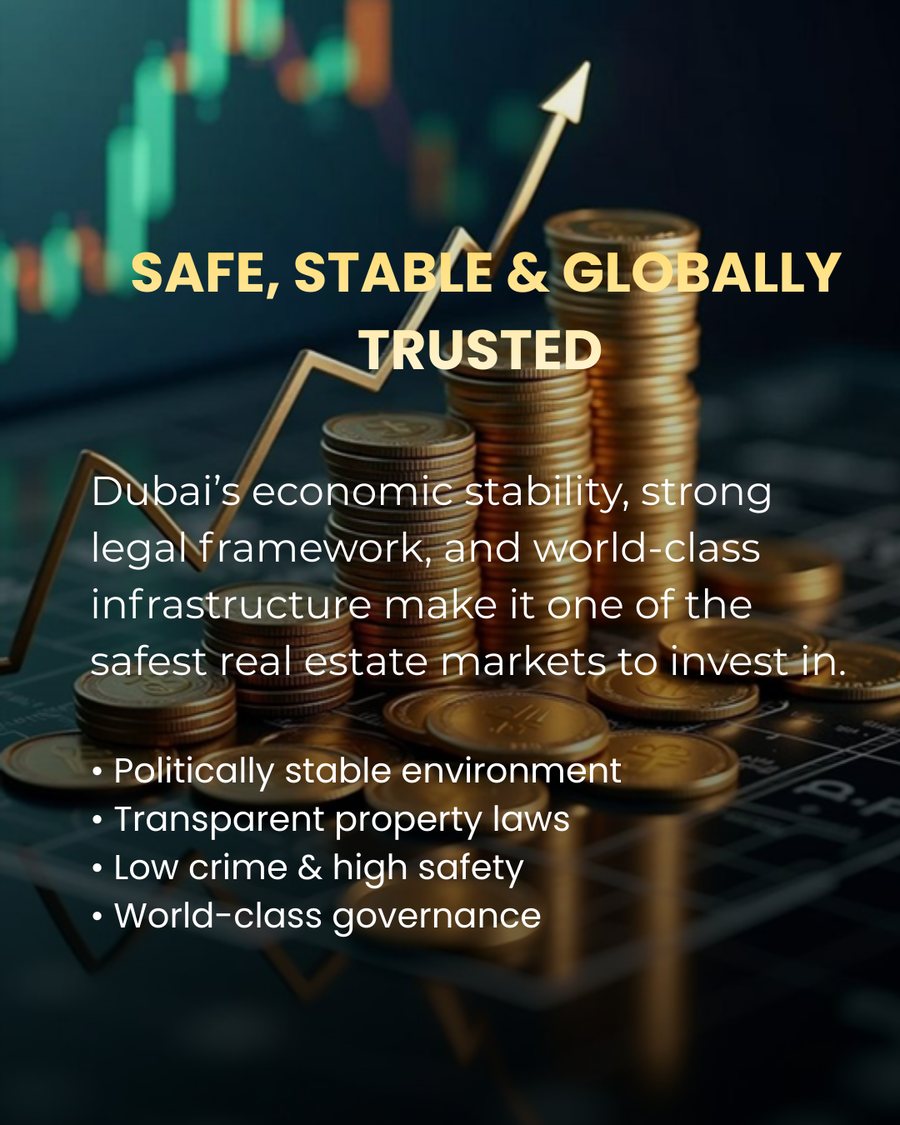 SAFE, STABLE & GLOBALLY
TRUSTED
Dubai’s economic stability, strong
legal framework, and world-class
infrastructure make it one of the
safest real estate markets to invest in.
• Politically stable environment
• Transparent property laws
• Low crime & high safety
• World-class governance